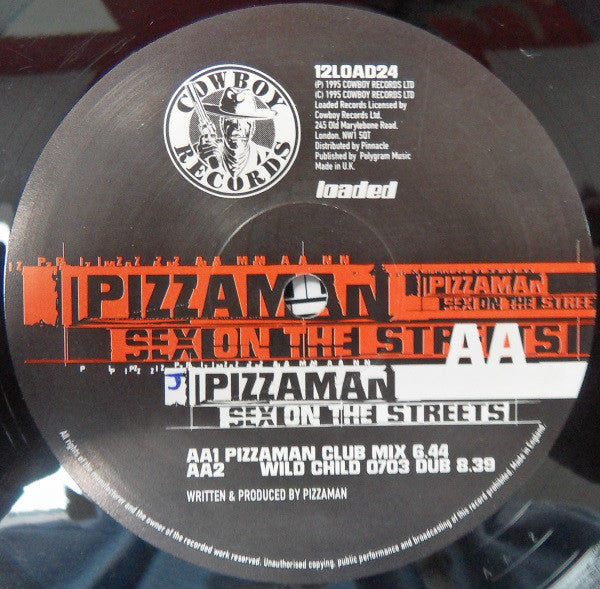 COWBOY RECORDS
12LOAD24
(P) 1995 COWBOY RECORDS LTD
(C) 1995 COWBOY RECORDS LTD
Loaded Records Licensed by
Cowboy Records Ltd.
245 Old Marylebone Road.
London. NW1 5QT
Distributed by Pinnacle
Published by Polygram Music
Made in U.K.
loaded
PIZZAMAN
PIZZAMAN
SEX ON THE STREE
SEX ON THE STREETS
AA
J
PIZZAMAN
SEX ON THE STREETS
AA1 PIZZAMAN CLUB MIX 6.44
AA2 WILD CHILD 0703 DUB 8.39
WRITTEN & PRODUCED BY PIZZAMAN
All rights of the manufacturer and the owner of the recorded work reserved. Unauthorised copying, public performance and broadcasting of this record prohibited. Made in England.